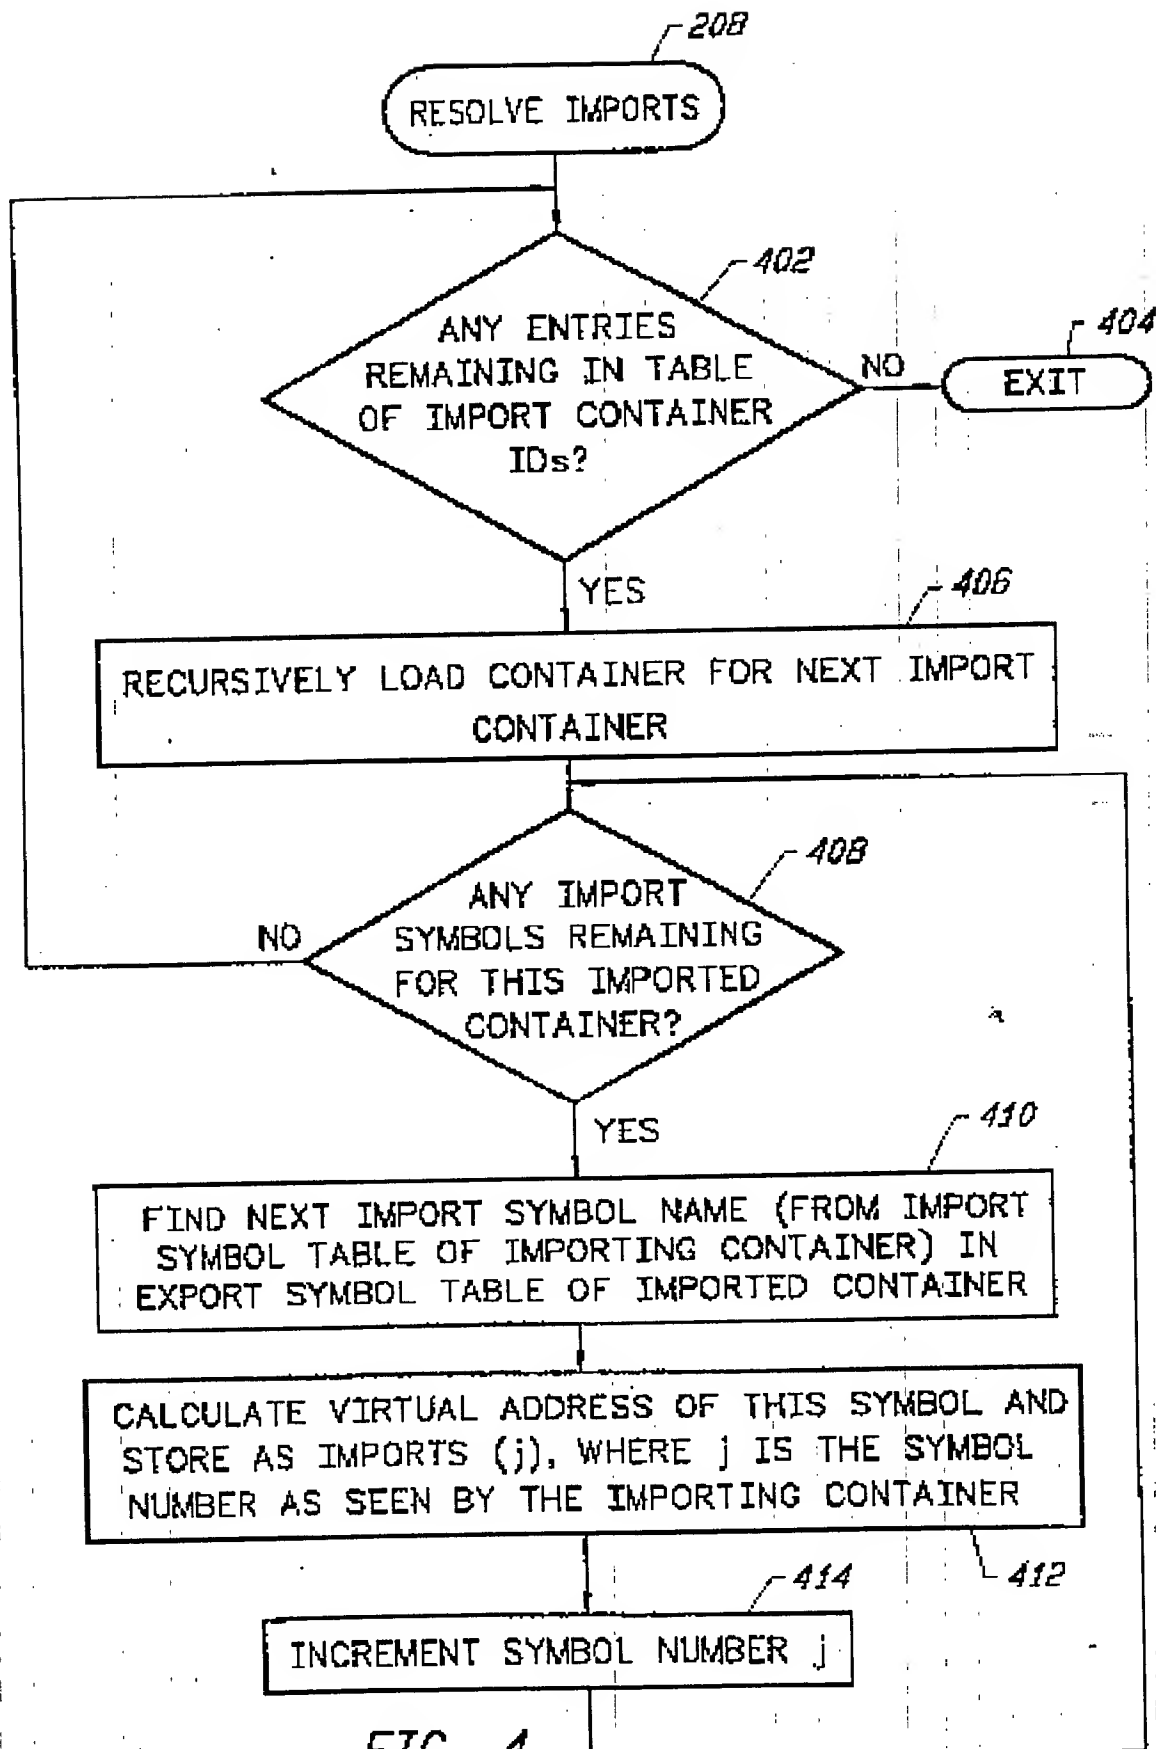 208
RESOLVE IMPORTS
402
ANY ENTRIES
REMAINING IN TABLE
OF IMPORT CONTAINER
IDs?
NO
404
EXIT
YES
406
RECURSIVELY LOAD CONTAINER FOR NEXT IMPORT
CONTAINER
408
ANY IMPORT
SYMBOLS REMAINING
FOR THIS IMPORTED
CONTAINER?
NO
YES
410
FIND NEXT IMPORT SYMBOL NAME (FROM IMPORT
SYMBOL TABLE OF IMPORTING CONTAINER) IN
EXPORT SYMBOL TABLE OF IMPORTED CONTAINER
CALCULATE VIRTUAL ADDRESS OF THIS SYMBOL AND
STORE AS IMPORTS (j), WHERE j IS THE SYMBOL
NUMBER AS SEEN BY THE IMPORTING CONTAINER
412
414
INCREMENT SYMBOL NUMBER j
FIG. 4